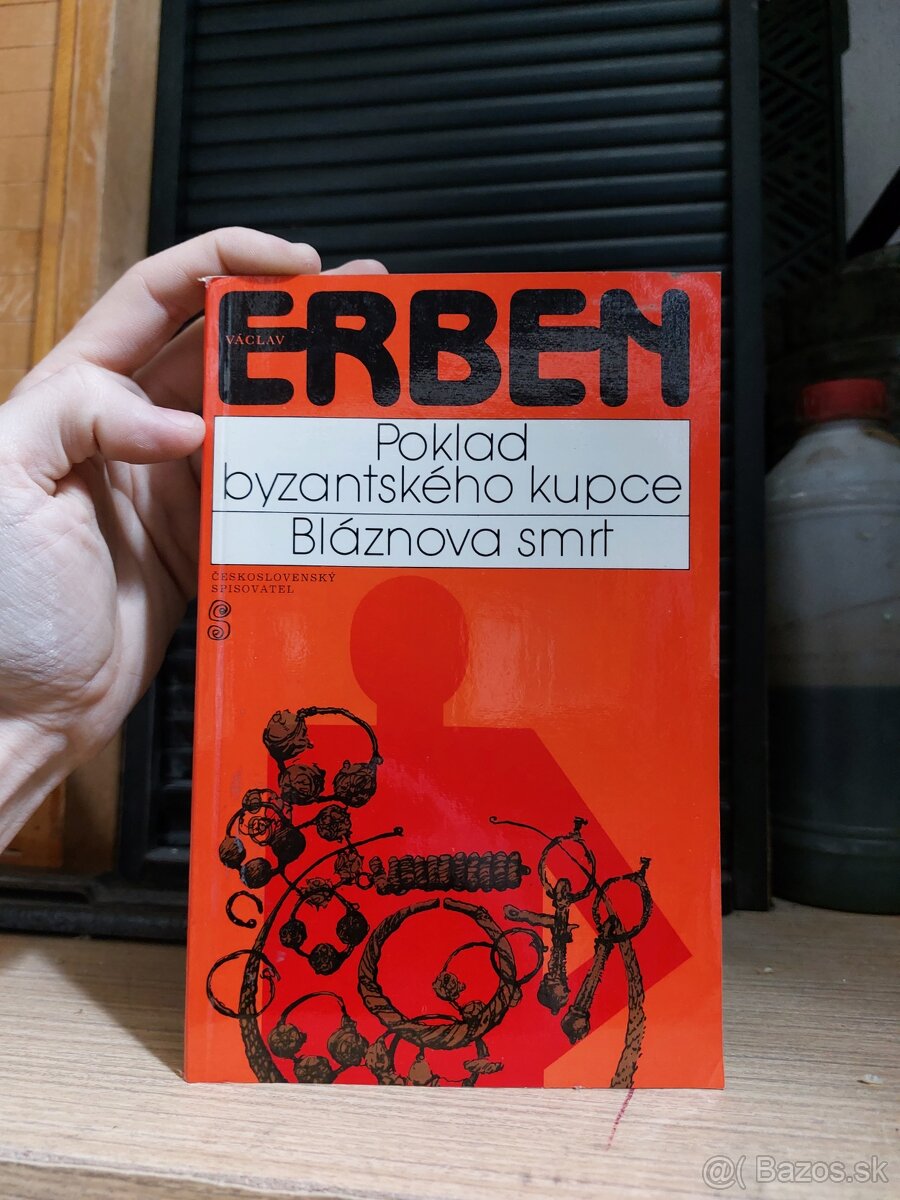 VÁCLAV
ERBEN
Poklad
byzantského kupce
Bláznova smrt
ČESKOSLOVENSKÝ
SPISOVATEL
S
@( Bazos.sk